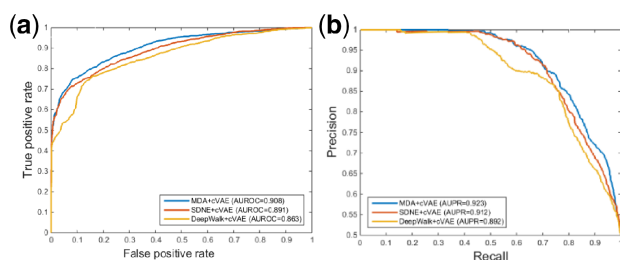 (a)
1
0.9
0.8
0.7
0.6
0.5
0.4
0.3
0.2
0.1
0
True positive rate
MDA+cVAE (AUROC=0.908)
SDNE+cVAE (AUROC=0.891)
DeepWalk+cVAE (AUROC=0.863)
0 0.1 0.2 0.3 0.4 0.5 0.6 0.7 0.8 0.9 1
False positive rate
(b)
1
0.95
0.9
0.85
0.8
0.75
0.7
0.65
0.6
0.55
0.5
Precision
MDA+cVAE (AUPR=0.923)
SDNE+cVAE (AUPR=0.912)
DeepWalk+cVAE (AUPR=0.892)
0 0.1 0.2 0.3 0.4 0.5 0.6 0.7 0.8 0.9 1
Recall